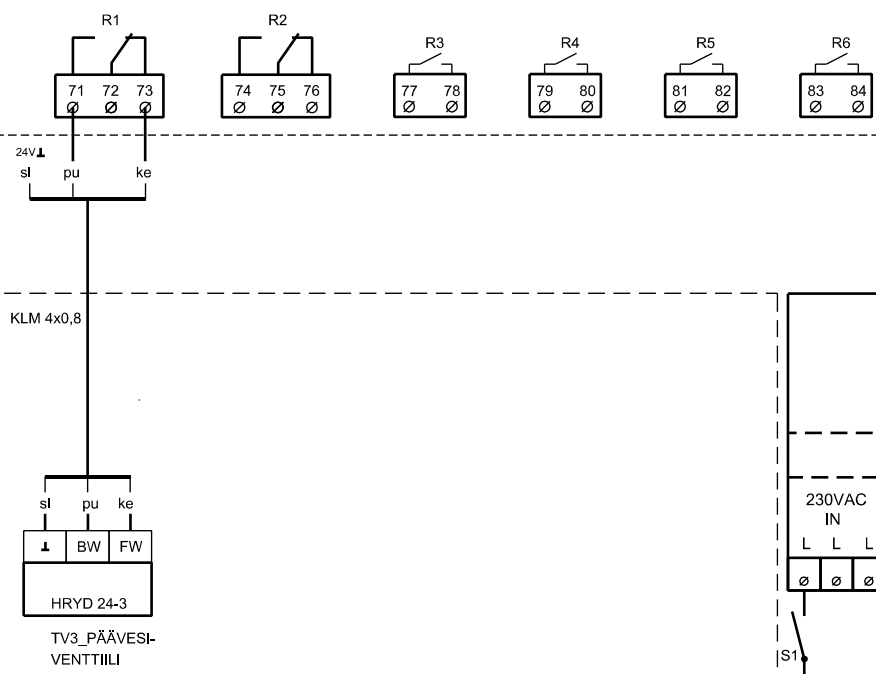 R1
R2
R3
R4
R5
R6
71 72 73
74 75 76
77 78
79 80
81 82
83 84
24V
sl pu ke
KLM 4x0,8
sl pu ke
BW FW
HRYD 24-3
TV3_PÄÄVESI-
VENTTIILI
230VAC
IN
L L L
S1